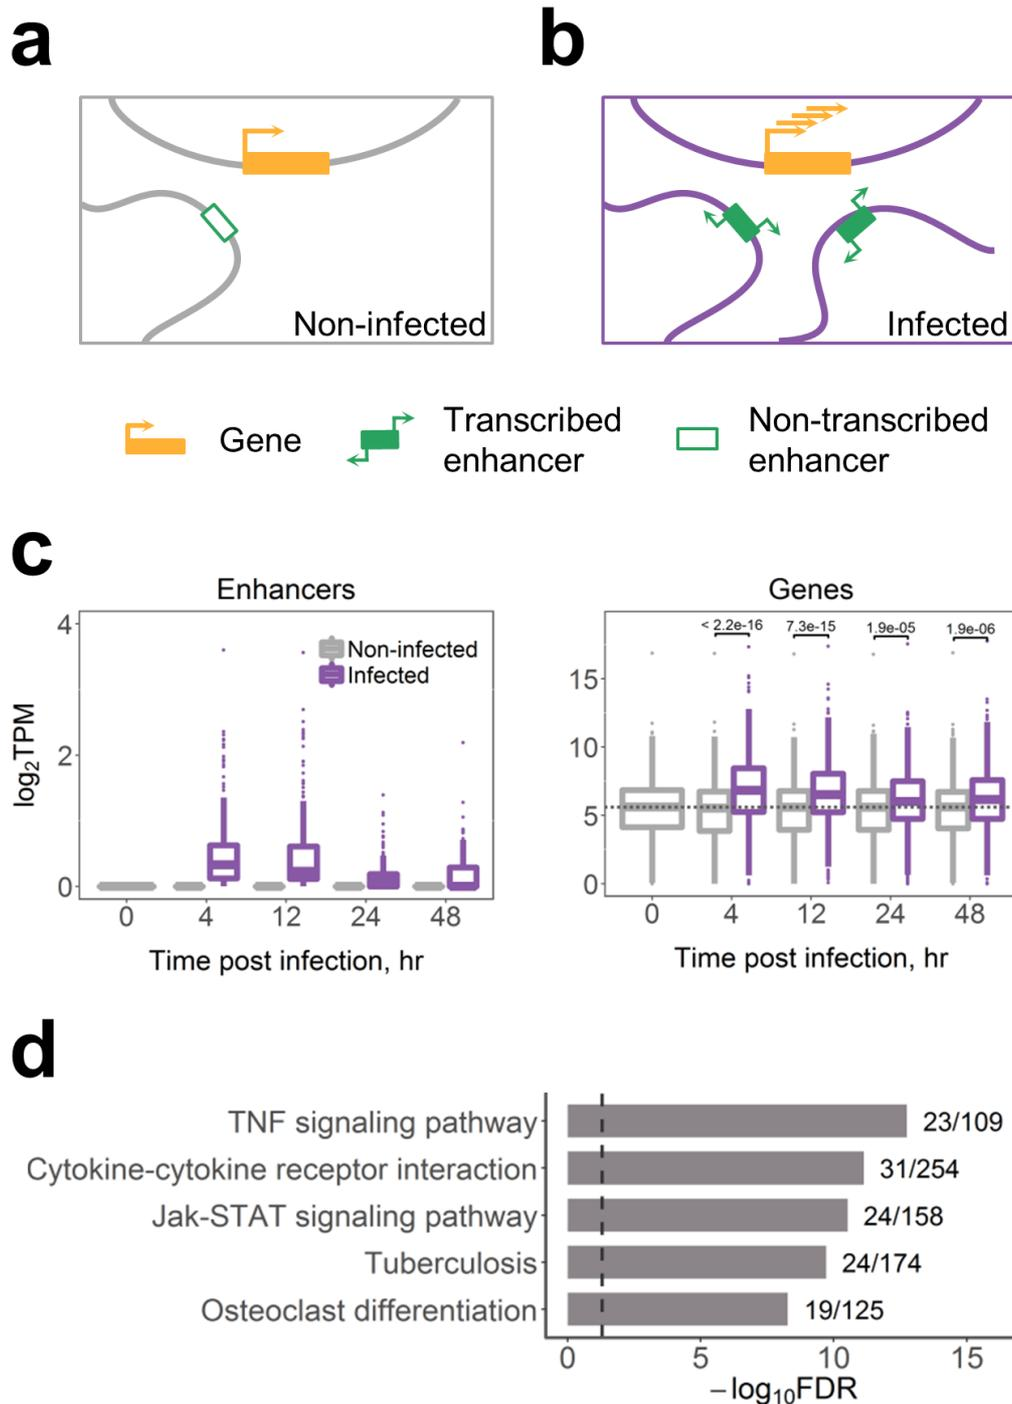 a
b
Non-infected
Infected
Gene
Transcribed
enhancer
Non-transcribed
enhancer
c
Enhancers
Genes
log2TPM
4
2
0
Non-infected
Infected
0 4 12 24 48
Time post infection, hr
< 2.2e-16
7.3e-15
1.9e-05
1.9e-06
15
10
5
0
0 4 12 24 48
Time post infection, hr
d
TNF signaling pathway 23/109
Cytokine-cytokine receptor interaction 31/254
Jak-STAT signaling pathway 24/158
Tuberculosis 24/174
Osteoclast differentiation 19/125
0 5 10 15
−log10FDR